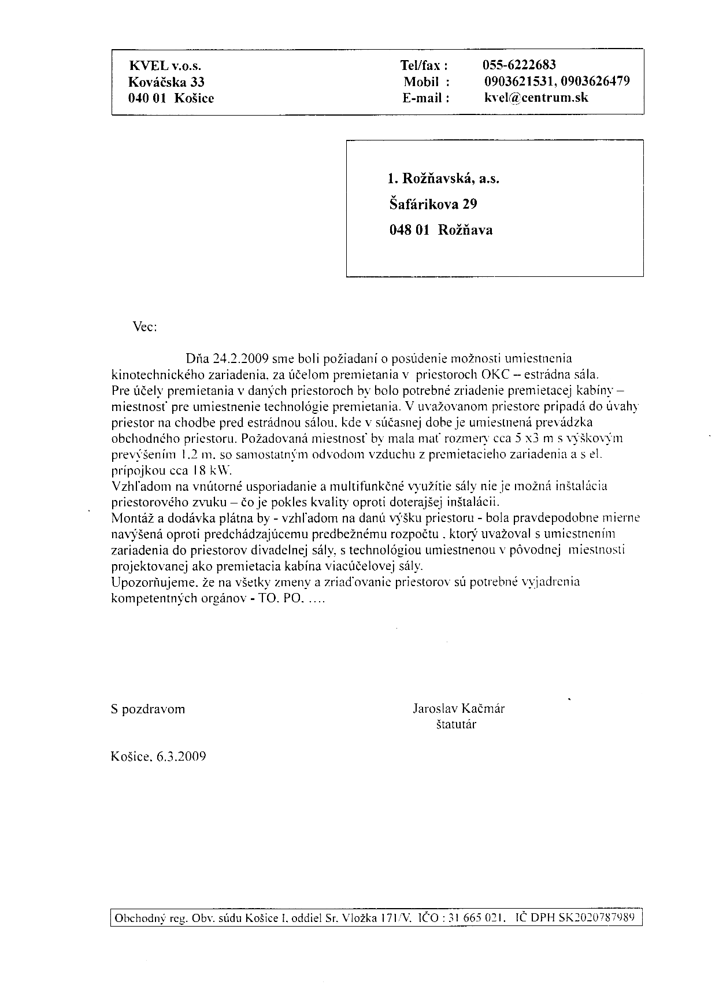 KVEL v.o.s. Tel/fax : 055-6222683
Kováčska 33 Mobil : 0903621531, 0903626479
040 01 Košice E-mail : kvel@centrum.sk
1. Rožňavská, a.s.
Šafárikova 29
048 01 Rožňava
Vec:
Dňa 24.2.2009 sme boli požiadaní o posúdenie možnosti umiestnenia
kinotechnického zariadenia, za účelom premietania v priestoroch OKC – estrádna sála.
Pre účely premietania v daných priestoroch by bolo potrebné zriadenie premietacej kabíny –
miestnosť pre umiestnenie technológie premietania. V uvažovanom priestore pripadá do úvahy
priestor na chodbe pred estrádnou sálou, kde v súčasnej dobe je umiestnená prevádzka
obchodného priestoru. Požadovaná miestnosť by mala mať rozmery cca 5 x3 m s výškovým
prevýšením 1,2 m, so samostatným odvodom vzduchu z premietacieho zariadenia a s el.
prípojkou cca 18 kW.
Vzhľadom na vnútorné usporiadanie a multifunkčné využítie sály nie je možná inštalácia
priestorového zvuku – čo je pokles kvality oproti doterajšej inštalácii.
Montáž a dodávka plátna by - vzhľadom na danú výšku priestoru - bola pravdepodobne mierne
navýšená oproti predchádzajúcemu predbežnému rozpočtu , ktorý uvažoval s umiestnením
zariadenia do priestorov divadelnej sály, s technológiou umiestnenou v pôvodnej miestnosti
projektovanej ako premietacia kabína viacúčelovej sály.
Upozorňujeme, že na všetky zmeny a zriaďovanie priestorov sú potrebné vyjadrenia
kompetentných orgánov - TO, PO, ....
S pozdravom Jaroslav Kačmár
štatutár
Košice, 6.3.2009
Obchodný reg. Obv. súdu Košice I, oddiel Sr. Vložka 171/V, IČO : 31 665 021, IČ DPH SK2020787989